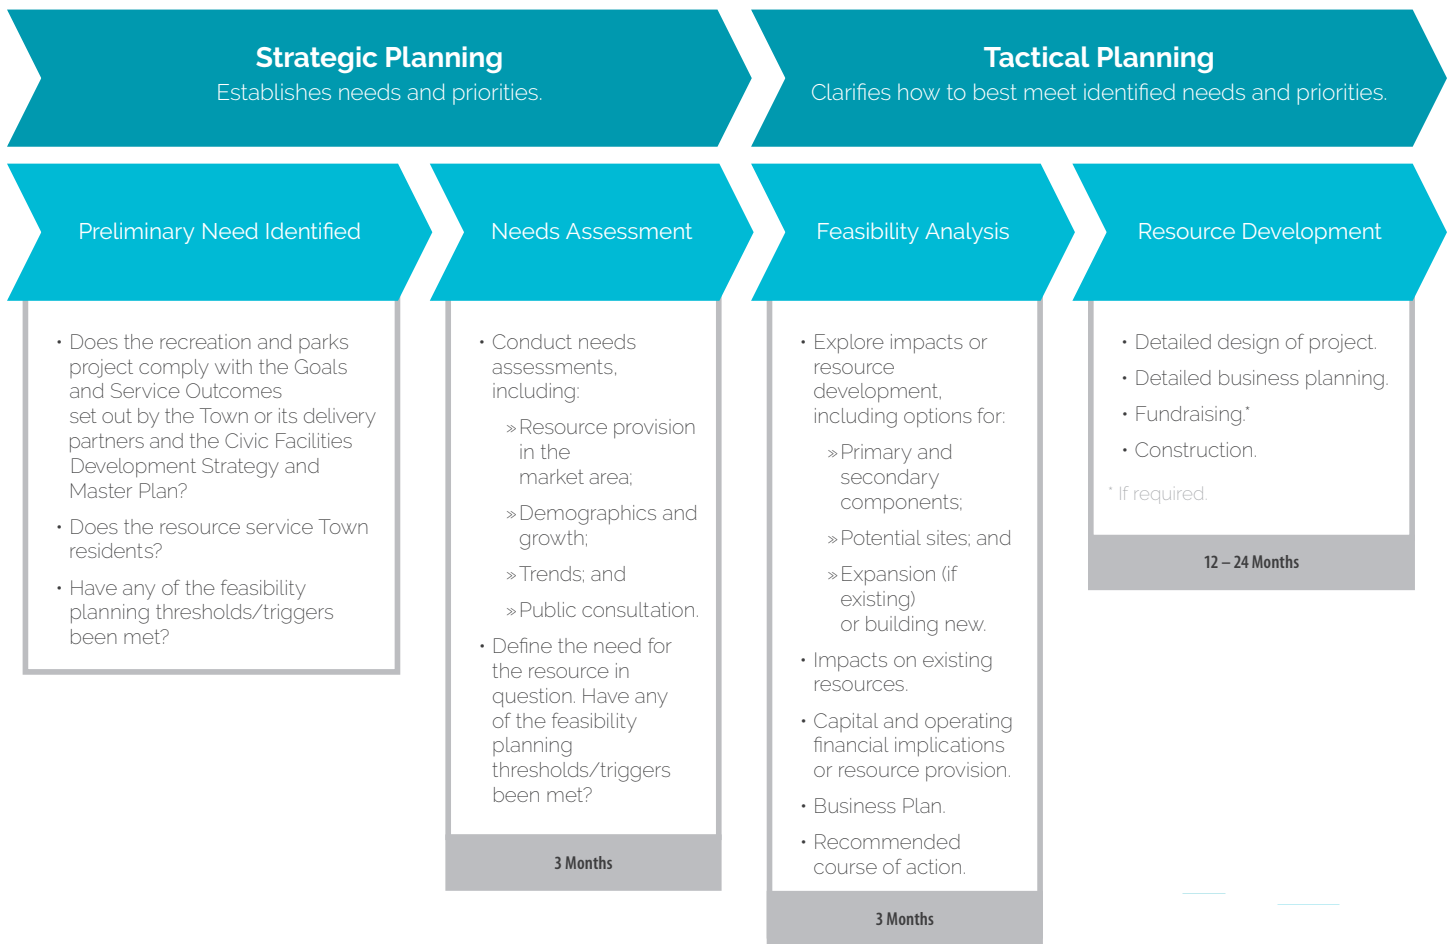 Strategic Planning
Establishes needs and priorities.
Tactical Planning
Clarifies how to best meet identified needs and priorities.
Preliminary Need Identified
• Does the recreation and parks
project comply with the Goals
and Service Outcomes
set out by the Town or its delivery
partners and the Civic Facilities
Development Strategy and
Master Plan?
• Does the resource service Town
residents?
• Have any of the feasibility
planning thresholds/triggers
been met?
Needs Assessment
• Conduct needs
assessments,
including:
» Resource provision
in the
market area;
» Demographics and
growth;
» Trends; and
» Public consultation.
• Define the need for
the resource in
question. Have any
of the feasibility
planning
thresholds/triggers
been met?
3 Months
Feasibility Analysis
• Explore impacts or
resource
development,
including options for:
» Primary and
secondary
components;
» Potential sites; and
» Expansion (if
existing)
or building new.
• Impacts on existing
resources.
• Capital and operating
financial implications
or resource provision.
• Business Plan.
• Recommended
course of action.
3 Months
Resource Development
• Detailed design of project.
• Detailed business planning.
• Fundraising.*
• Construction.
* If required.
12 – 24 Months